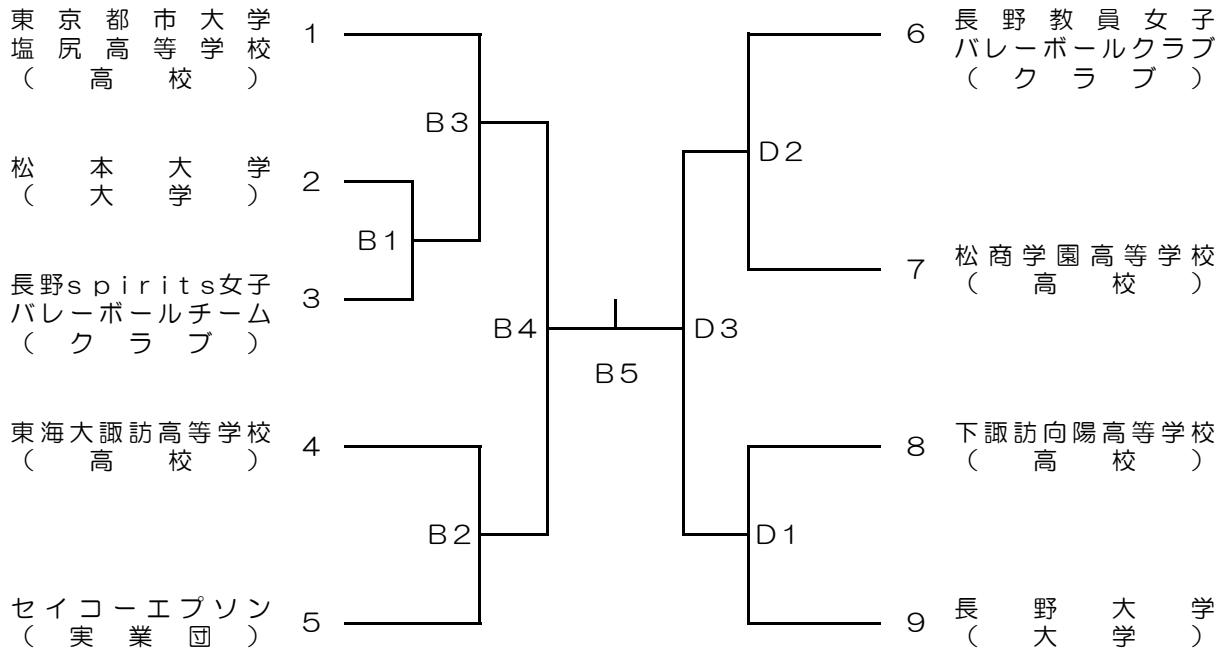 東京都市大学
塩尻高等学校
(高校)
1
B3
松本大学
(大学)
2
B1
長野spirits女子
バレーボールチーム
(クラブ)
3
B4
東海大諏訪高等学校
(高校)
4
B2
セイコーエプソン
(実業団)
5
B5
6
長野教員女子
バレーボールクラブ
(クラブ)
D2
7
松商学園高等学校
(高校)
D3
8
下諏訪向陽高等学校
(高校)
D1
9
長野大学
(大学)